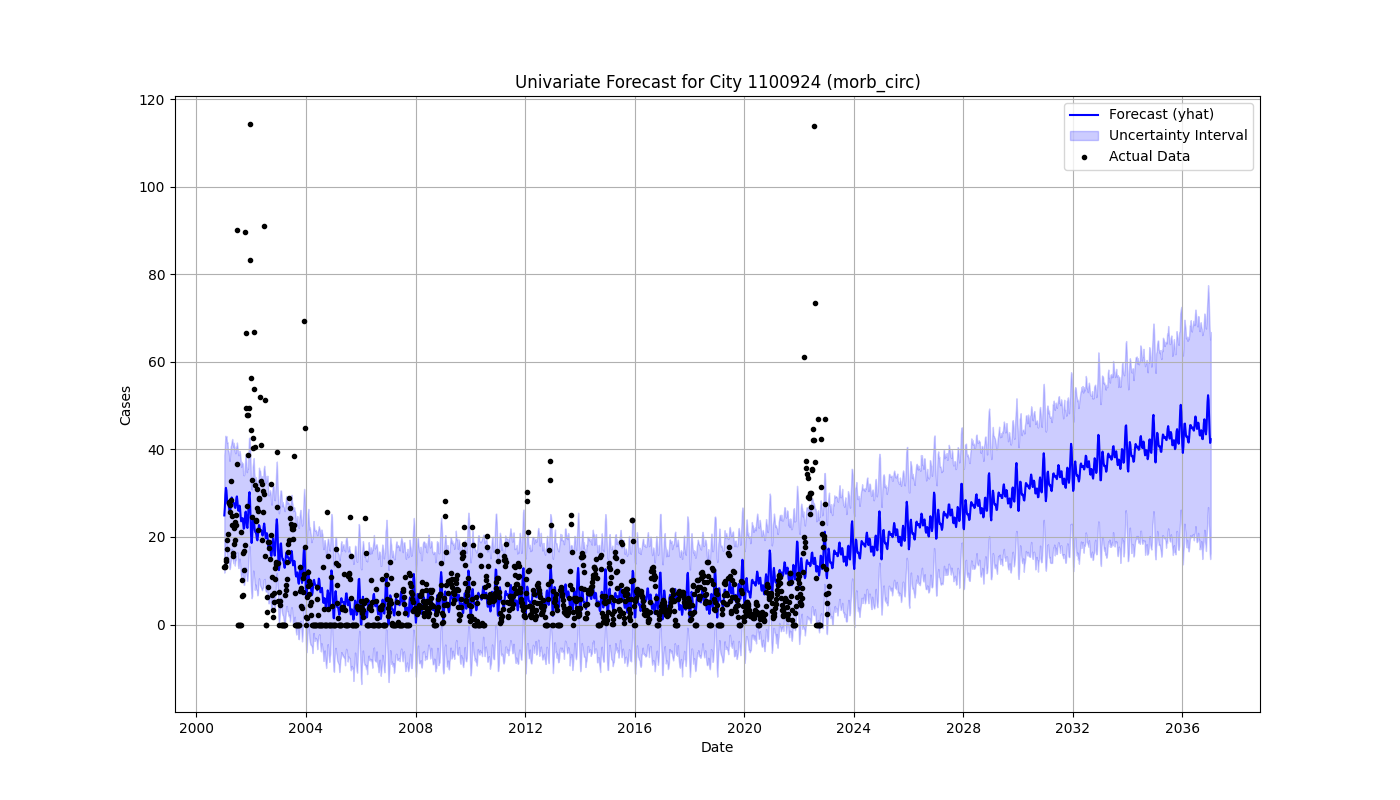 Univariate Forecast for City 1100924 (morb_circ)
Forecast (yhat)
Uncertainty Interval
Actual Data
Cases
120
100
80
60
40
20
0
2000 2004 2008 2012 2016 2020 2024 2028 2032 2036
Date